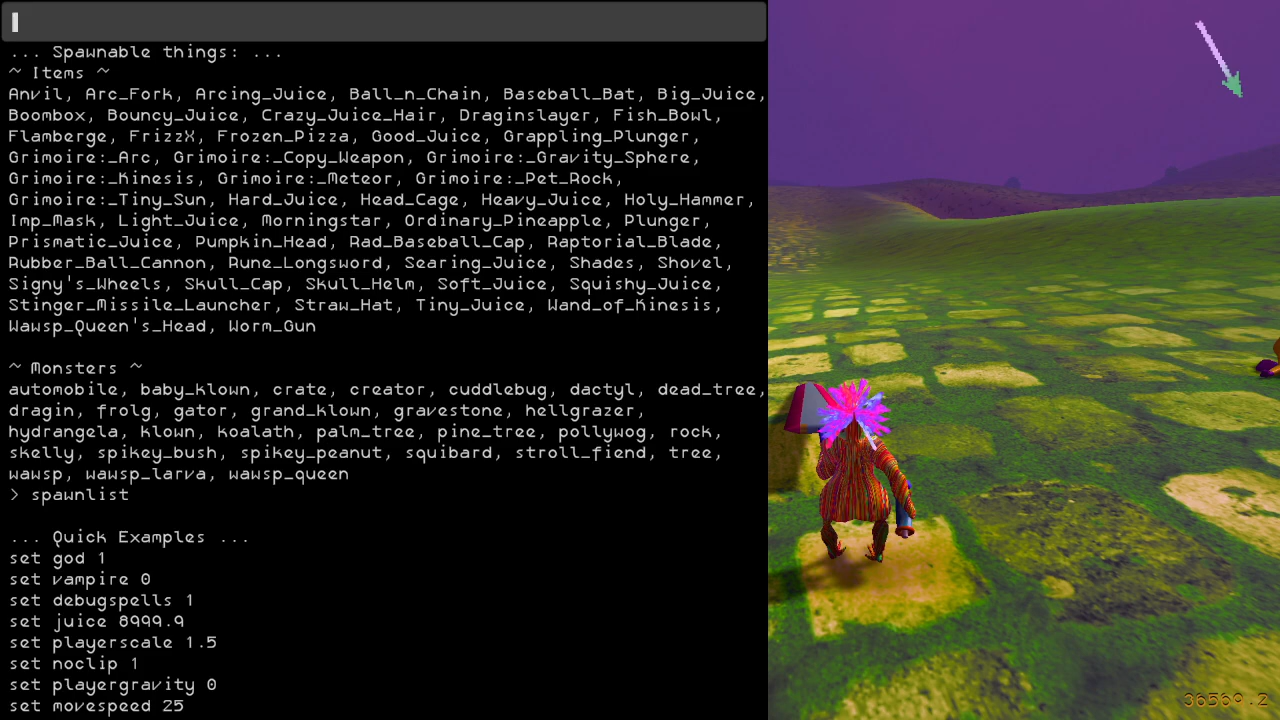 ... Spawnable things: ...
~ Items ~
Anvil, Arc_Fork, Arcing_Juice, Ball_n_Chain, Baseball_Bat, Big_Juice,
Boombox, Bouncy_Juice, Crazy_Juice_Hair, Draginslayer, Fish_Bowl,
Flamberge, FrizzX, Frozen_Pizza, Good_Juice, Grappling_Plunger,
Grimoire:_Arc, Grimoire:_Copy_Weapon, Grimoire:_Gravity_Sphere,
Grimoire:_Kinesis, Grimoire:_Meteor, Grimoire:_Pet_Rock,
Grimoire:_Tiny_Sun, Hard_Juice, Head_Cage, Heavy_Juice, Holy_Hammer,
Imp_Mask, Light_Juice, Morningstar, Ordinary_Pineapple, Plunger,
Prismatic_Juice, Pumpkin_Head, Rad_Baseball_Cap, Raptorial_Blade,
Rubber_Ball_Cannon, Rune_Longsword, Searing_Juice, Shades, Shovel,
Signy's_Wheels, Skull_Cap, Skull_Helm, Soft_Juice, Squishy_Juice,
Stinger_Missile_Launcher, Straw_Hat, Tiny_Juice, Wand_of_Kinesis,
Wawsp_Queen's_Head, Worm_Gun
~ Monsters ~
automobile, baby_klown, crate, creator, cuddlebug, dactyl, dead_tree,
dragin, frolg, gator, grand_klown, gravestone, hellgrazer,
hydrangela, klown, koalath, palm_tree, pine_tree, pollywog, rock,
skelly, spikey_bush, spikey_peanut, squibard, stroll_fiend, tree,
wawsp, wawsp_larva, wawsp_queen
> spawnlist
... Quick Examples ...
set god 1
set vampire 0
set debugspells 1
set juice 8999.9
set playerscale 1.5
set noclip 1
set playergravity 0
set movespeed 25
36569.2